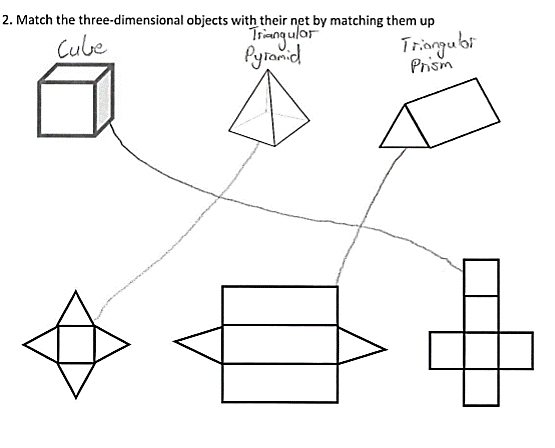 2. Match the three-dimensional objects with their net by matching them up
Cube
Triangular
Pyramid
Triangular
Prism